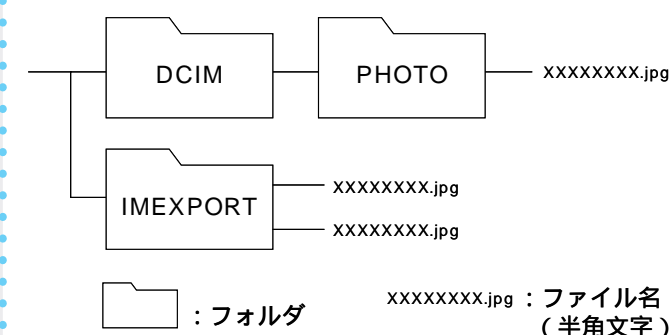 DCIM
PHOTO
XXXXXXXX.jpg
IMEXPORT
XXXXXXXX.jpg
XXXXXXXX.jpg
：フォルダ
XXXXXXXX.jpg ：ファイル名
（半角文字）